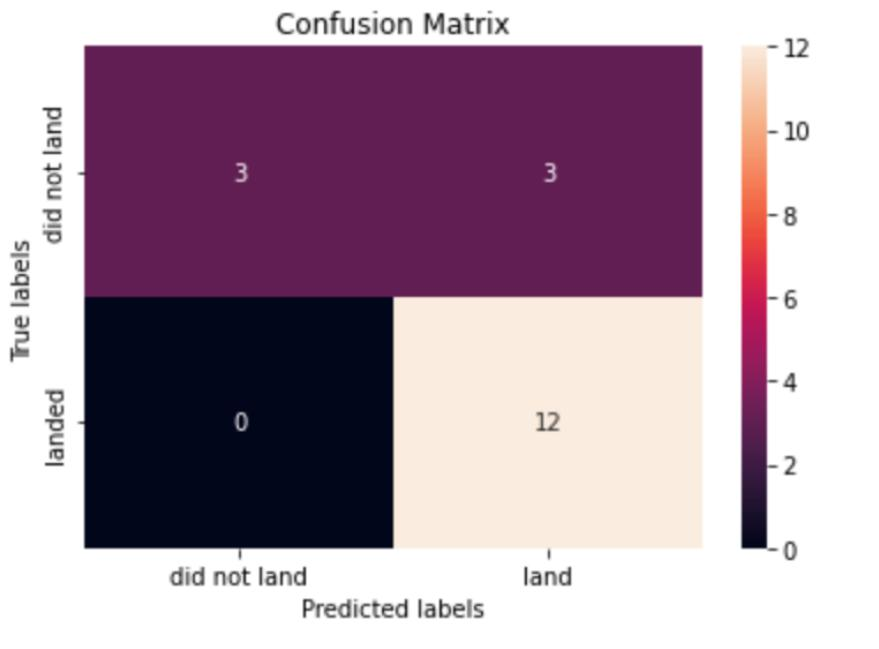 Confusion Matrix
True labels
did not land
landed
3 3
0 12
did not land land
Predicted labels
12
10
8
6
4
2
0